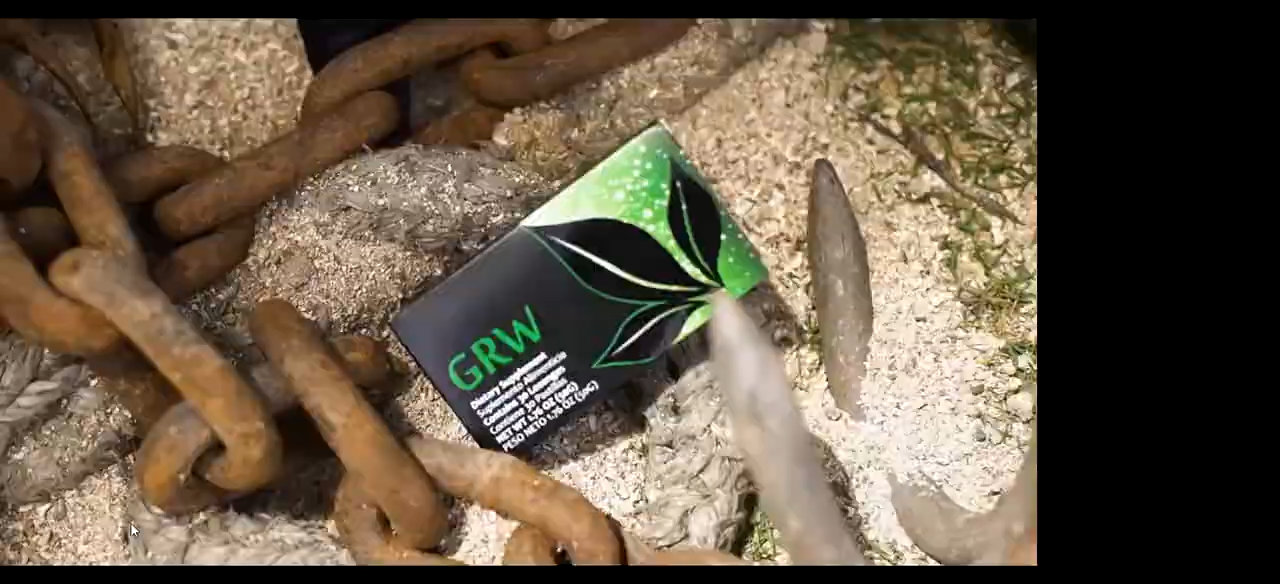 GRW
Dietary Supplement
Suplemento Alimenticio
Contains 30 Lozenges
Contiene 30 Pastillas
NET WT 1.76 OZ (50G)
PESO NETO 1.76 OZ (50G)